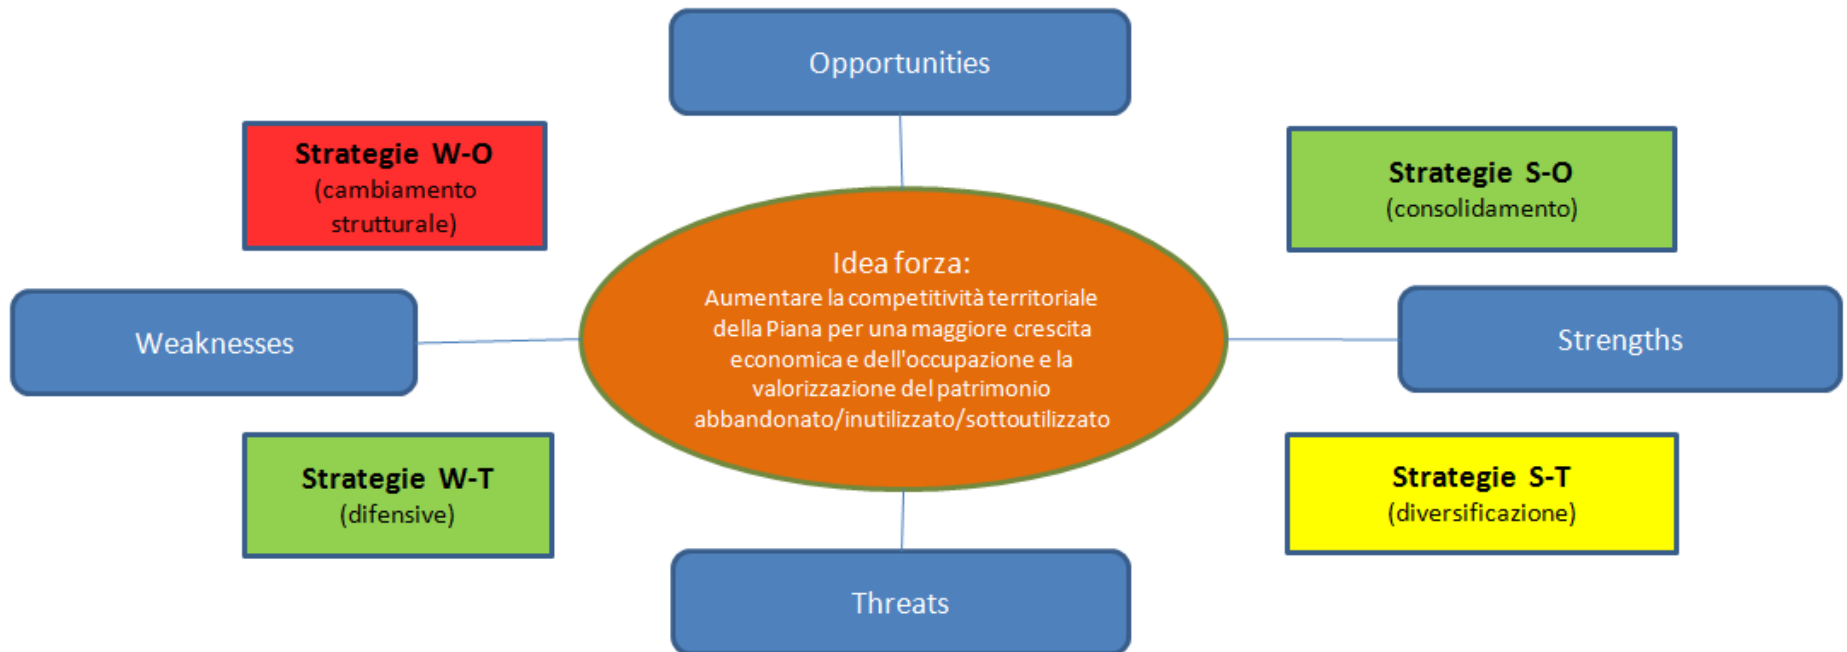 Opportunities
Strategie W-O
(cambiamento
strutturale)
Strategie S-O
(consolidamento)
Idea forza:
Aumentare la competitività territoriale
della Piana per una maggiore crescita
economica e dell'occupazione e la
valorizzazione del patrimonio
abbandonato/inutilizzato/sottoutilizzato
Weaknesses
Strengths
Strategie W-T
(difensive)
Strategie S-T
(diversificazione)
Threats